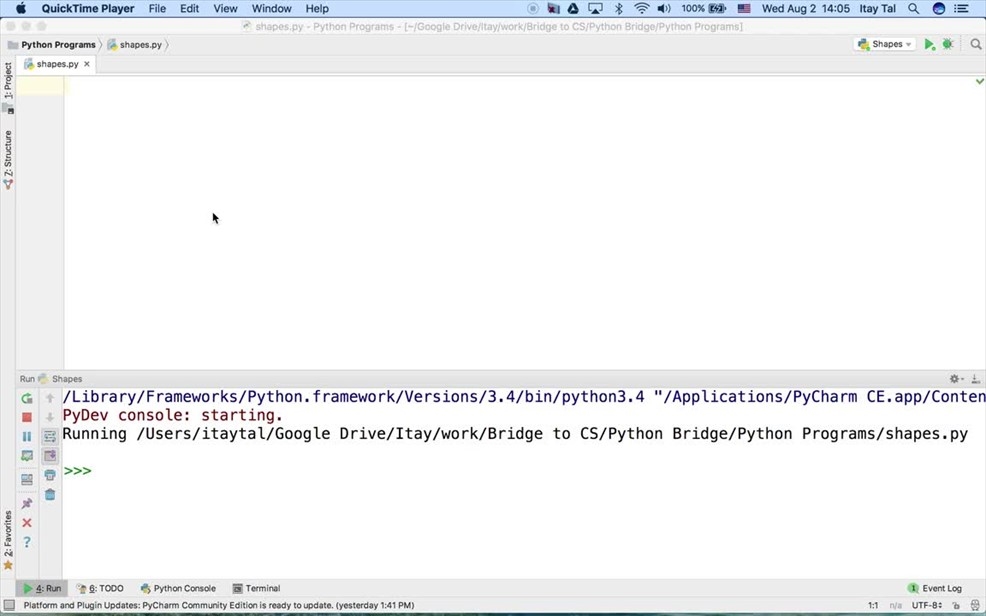 QuickTime Player File Edit View Window Help 100% Wed Aug 2 14:05 Itay Tal
shapes.py - Python Programs - [~/Google Drive/Itay/work/Bridge to CS/Python Bridge/Python Programs]
Python Programs shapes.py Shapes
shapes.py
1: Project
Z: Structure
Run Shapes
/Library/Frameworks/Python.framework/Versions/3.4/bin/python3.4 "/Applications/PyCharm CE.app/Conten
PyDev console: starting.
Running /Users/itaytal/Google Drive/Itay/work/Bridge to CS/Python Bridge/Python Programs/shapes.py
>>>
2: Favorites
4: Run 6: TODO Python Console Terminal 1 Event Log
Platform and Plugin Updates: PyCharm Community Edition is ready to update. (yesterday 1:41 PM) 1:1 n/a UTF-8